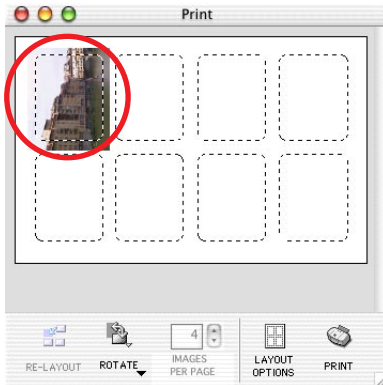 Print
4
RE-LAYOUT
ROTATE
IMAGES
PER PAGE
LAYOUT
OPTIONS
PRINT